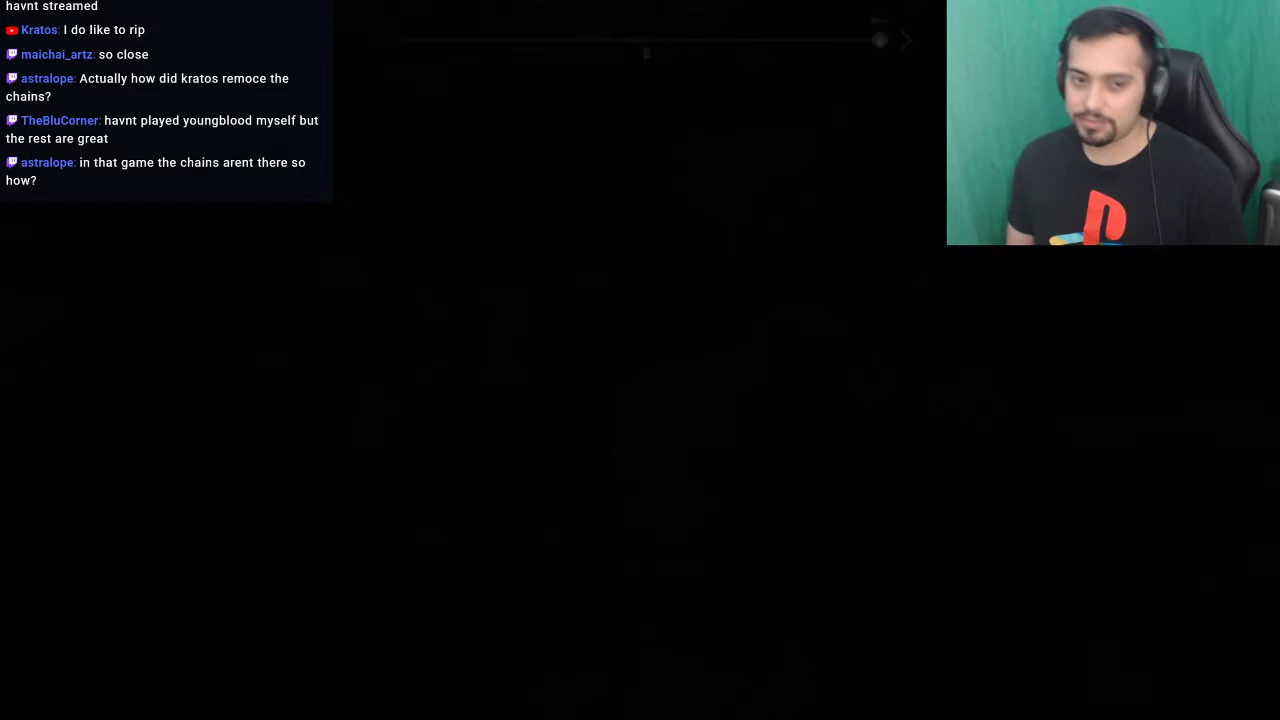 havnt streamed
Kratos: I do like to rip
maichai_artz: so close
astralope: Actually how did kratos remoce the
chains?
TheBluCorner: havnt played youngblood myself but
the rest are great
astralope: in that game the chains arent there so
how?